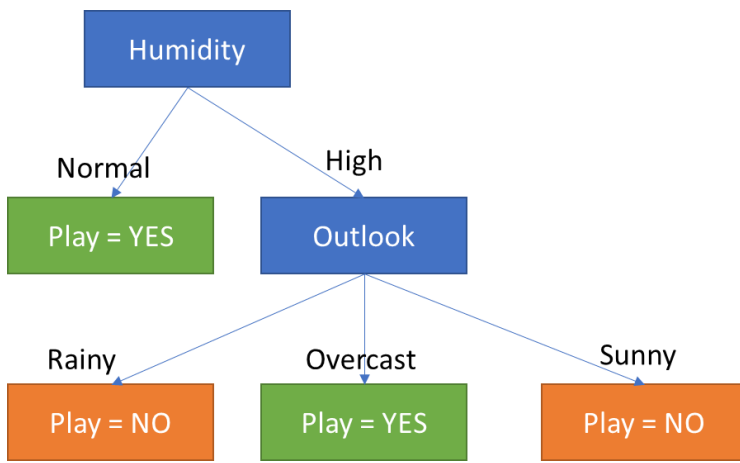 Humidity
Normal
High
Play = YES
Outlook
Rainy
Overcast
Sunny
Play = NO
Play = YES
Play = NO